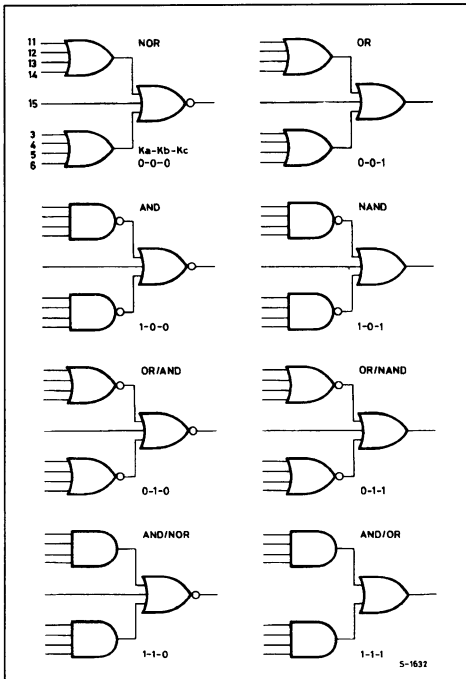 11
12
13
14
NOR
15
3
4
5
6
Ka-Kb-Kc
0-0-0
OR
0-0-1
AND
1-0-0
NAND
1-0-1
OR/AND
0-1-0
OR/NAND
0-1-1
AND/NOR
1-1-0
AND/OR
1-1-1
S-1632